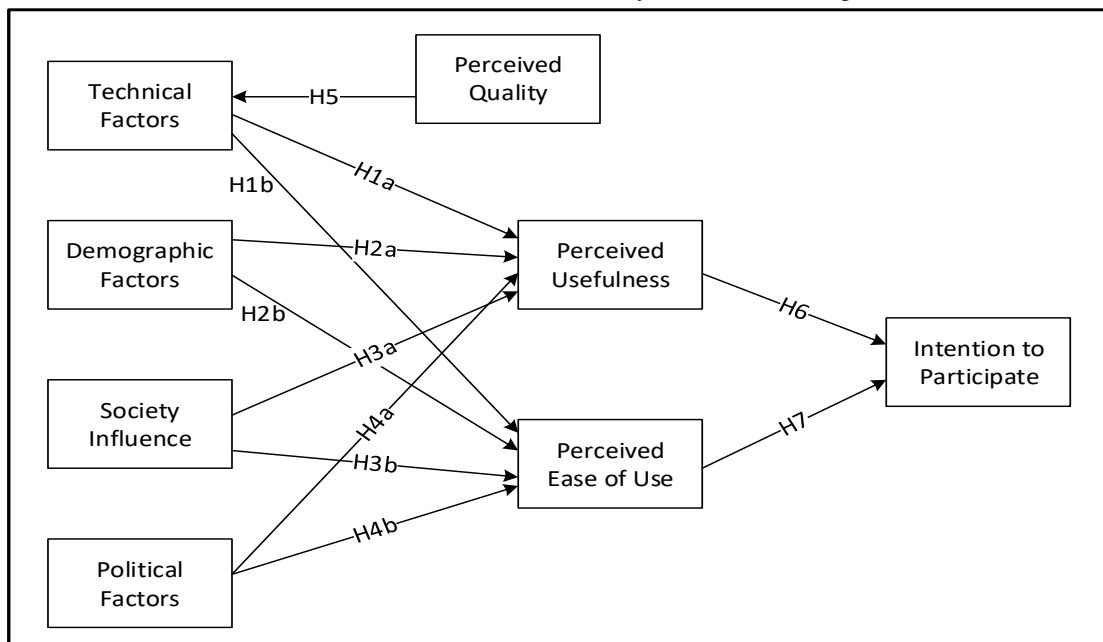 Perceived
Quality
Technical
Factors
H5
H1a
H1b
Demographic
Factors
H2a
H2b
Perceived
Usefulness
H6
H3a
Intention to
Participate
Society
Influence
H4a
H3b
Perceived
Ease of Use
H7
H4b
Political
Factors